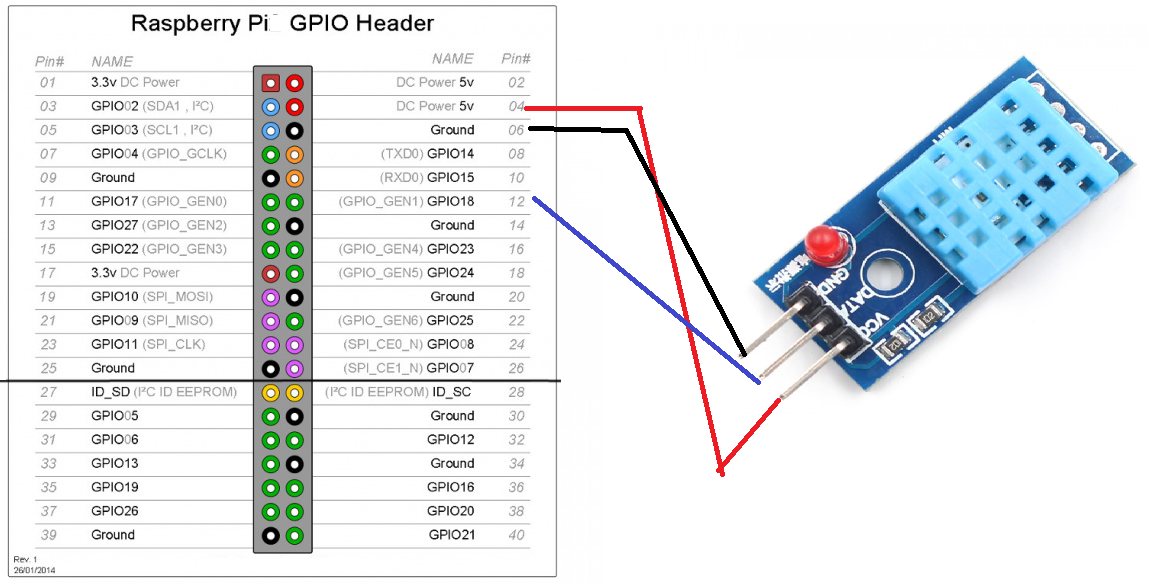 Raspberry Pi GPIO Header
Pin# NAME NAME Pin#
01 3.3v DC Power DC Power 5v 02
03 GPIO02 (SDA1 , I²C) DC Power 5v 04
05 GPIO03 (SCL1 , I²C) Ground 06
07 GPIO04 (GPIO_GCLK) (TXD0) GPIO14 08
09 Ground (RXD0) GPIO15 10
11 GPIO17 (GPIO_GEN0) (GPIO_GEN1) GPIO18 12
13 GPIO27 (GPIO_GEN2) Ground 14
15 GPIO22 (GPIO_GEN3) (GPIO_GEN4) GPIO23 16
17 3.3v DC Power (GPIO_GEN5) GPIO24 18
19 GPIO10 (SPI_MOSI) Ground 20
21 GPIO09 (SPI_MISO) (GPIO_GEN6) GPIO25 22
23 GPIO11 (SPI_CLK) (SPI_CE0_N) GPIO08 24
25 Ground (SPI_CE1_N) GPIO07 26
27 ID_SD (I²C ID EEPROM) (I²C ID EEPROM) ID_SC 28
29 GPIO05 Ground 30
31 GPIO06 GPIO12 32
33 GPIO13 Ground 34
35 GPIO19 GPIO16 36
37 GPIO26 GPIO20 38
39 Ground GPIO21 40
Rev. 1
26/01/2014
GND
DATA
VCC